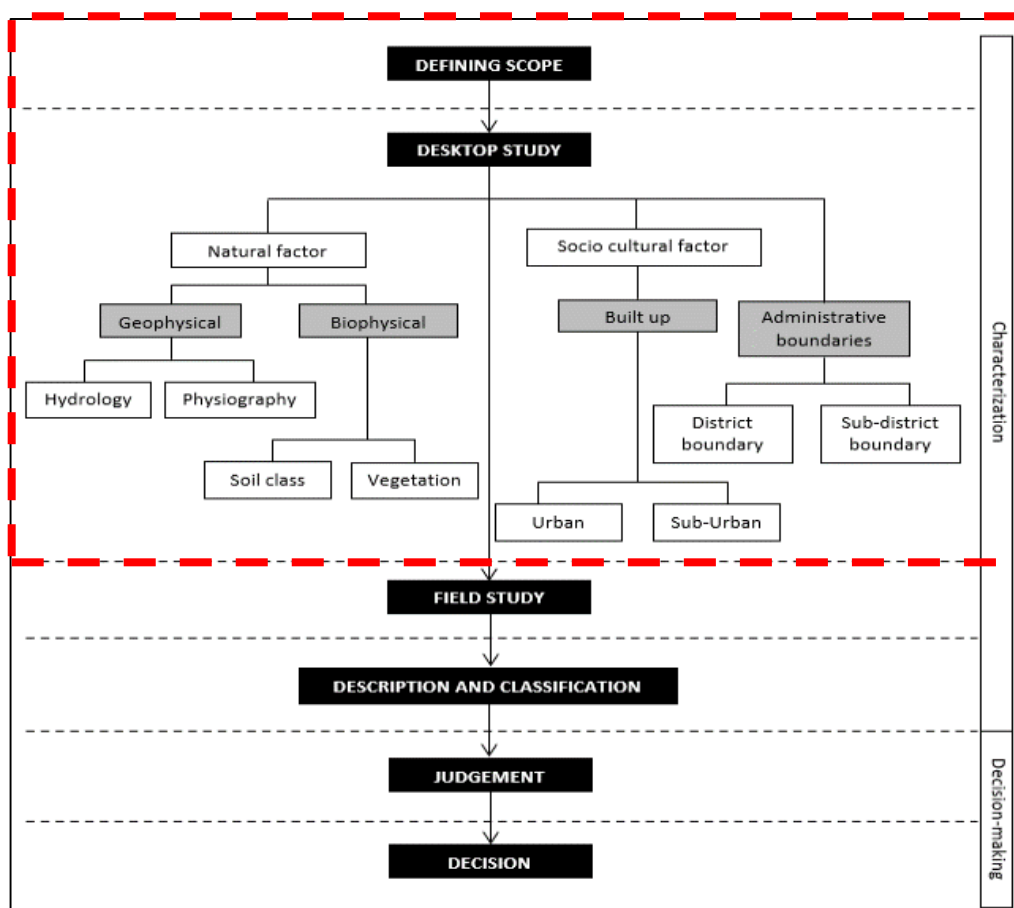 DEFINING SCOPE
DESKTOP STUDY
Natural factor
Socio cultural factor
Geophysical
Biophysical
Built up
Administrative
boundaries
Hydrology
Physiography
District
boundary
Sub-district
boundary
Soil class
Vegetation
Urban
Sub-Urban
Characterization
FIELD STUDY
DESCRIPTION AND CLASSIFICATION
JUDGEMENT
DECISION
Decision-making